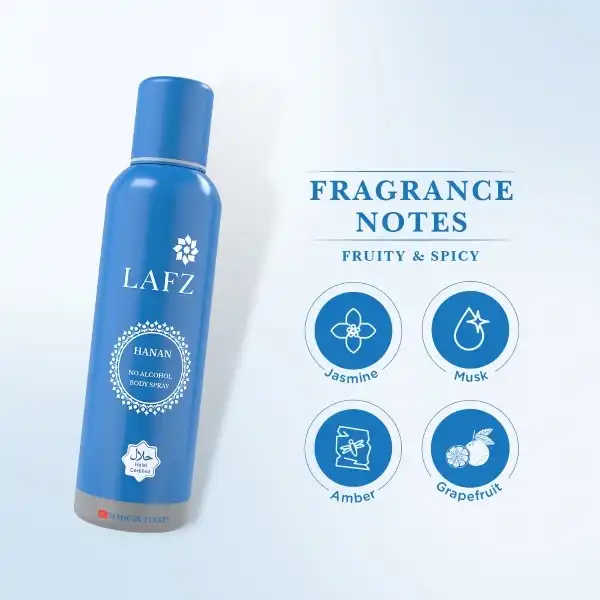 LAFZ
HANAN
NO ALCOHOL
BODY SPRAY
حلال
Halal
Certified
MADE IN TURKEY
FRAGRANCE
NOTES
FRUITY & SPICY
Jasmine
Musk
Amber
Grapefruit